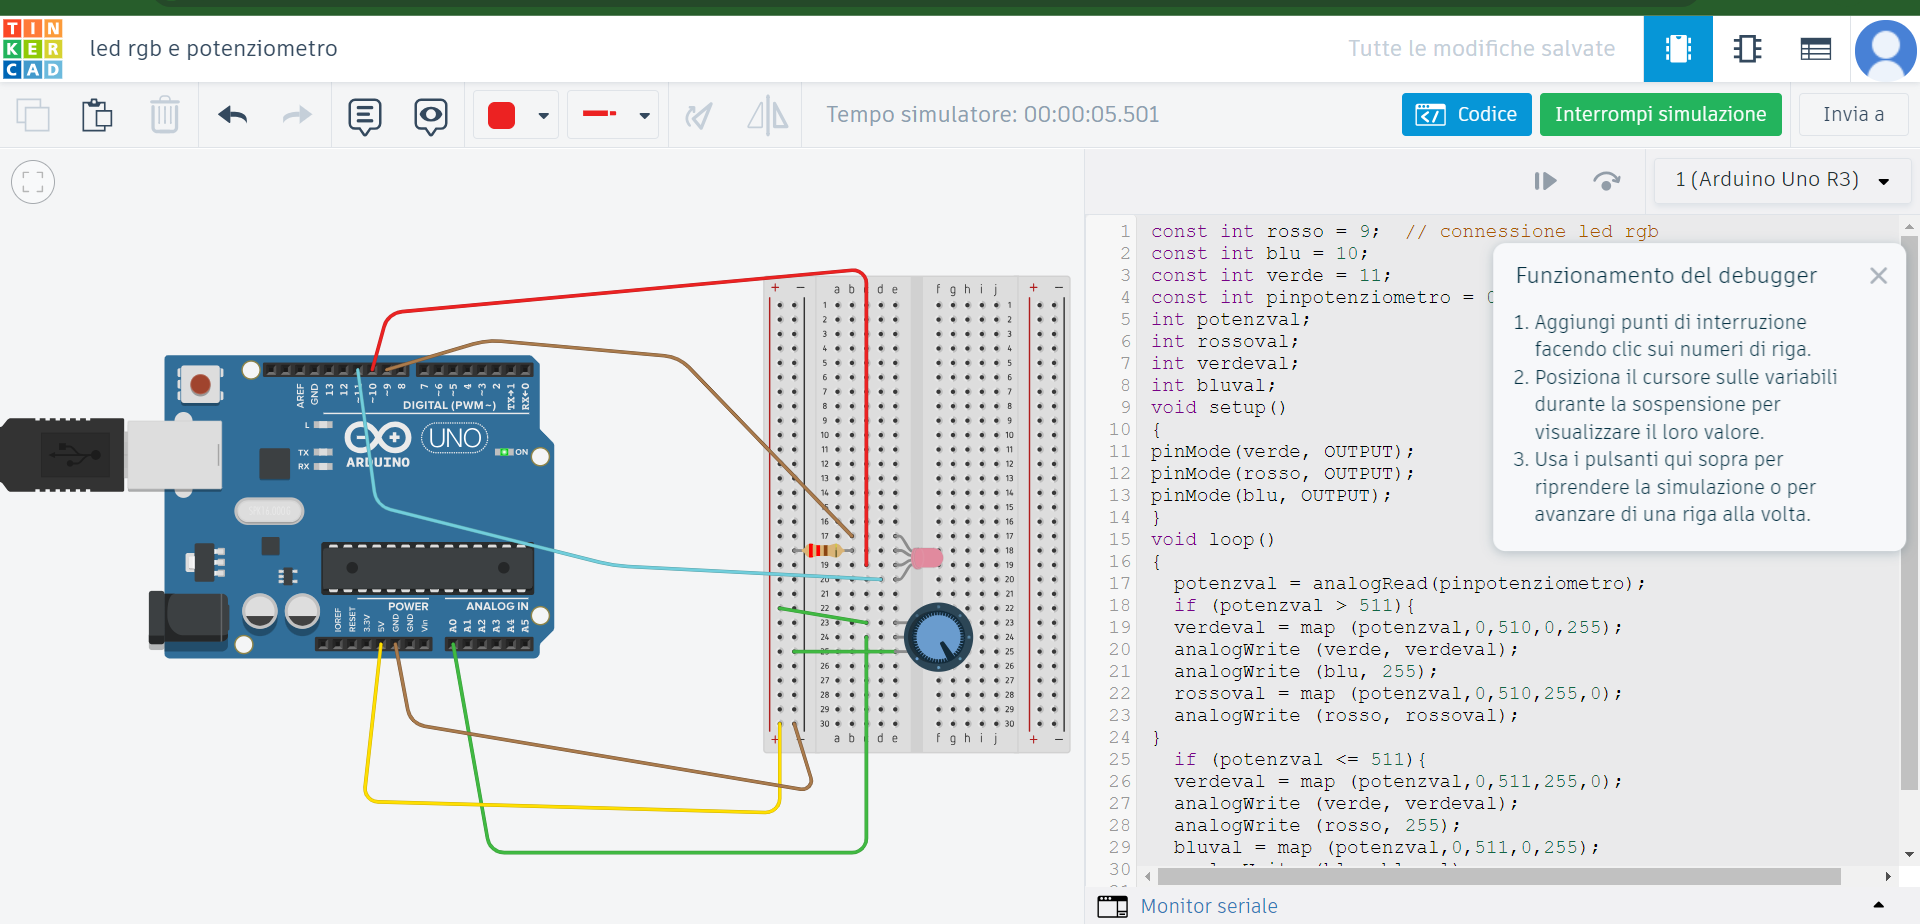 TINKERCAD
led rgb e potenziometro
Tutte le modifiche salvate
Tempo simulatore: 00:00:05.501
Codice
Interrompi simulazione
Invia a
1 (Arduino Uno R3)
const int rosso = 9;  // connessione led rgb
const int blu = 10;
const int verde = 11;
const int pinpotenziometro = 0
int potenzval;
int rossoval;
int verdeval;
int bluval;
void setup()
{
pinMode(verde, OUTPUT);
pinMode(rosso, OUTPUT);
pinMode(blu, OUTPUT);
}
void loop()
{
potenzval = analogRead(pinpotenziometro);
if (potenzval > 511){
verdeval = map (potenzval,0,510,0,255);
analogWrite (verde, verdeval);
analogWrite (blu, 255);
rossoval = map (potenzval,0,510,255,0);
analogWrite (rosso, rossoval);
}
if (potenzval <= 511){
verdeval = map (potenzval,0,511,255,0);
analogWrite (verde, verdeval);
analogWrite (rosso, 255);
bluval = map (potenzval,0,511,0,255);
Funzionamento del debugger
1. Aggiungi punti di interruzione
facendo clic sui numeri di riga.
2. Posiziona il cursore sulle variabili
durante la sospensione per
visualizzare il loro valore.
3. Usa i pulsanti qui sopra per
riprendere la simulazione o per
avanzare di una riga alla volta.
Monitor seriale
AREF GND 13 12 ~11 ~10 ~9 8 7 ~6 ~5 4 ~3 2 TX→1 RX←0
DIGITAL (PWM~)
L
TX
RX
ARDUINO
UNO
ON
POWER
ANALOG IN
IOREF RESET 3.3V 5V GND GND Vin A0 A1 A2 A3 A4 A5
+ − a b d e f g h i j + −
1 2 3 4 5 6 7 8 9 10 11 12 13 14 15 16 17 18 19 20 21 22 23 24 25 26 27 28 29 30
+ a b d e f g h i j + −